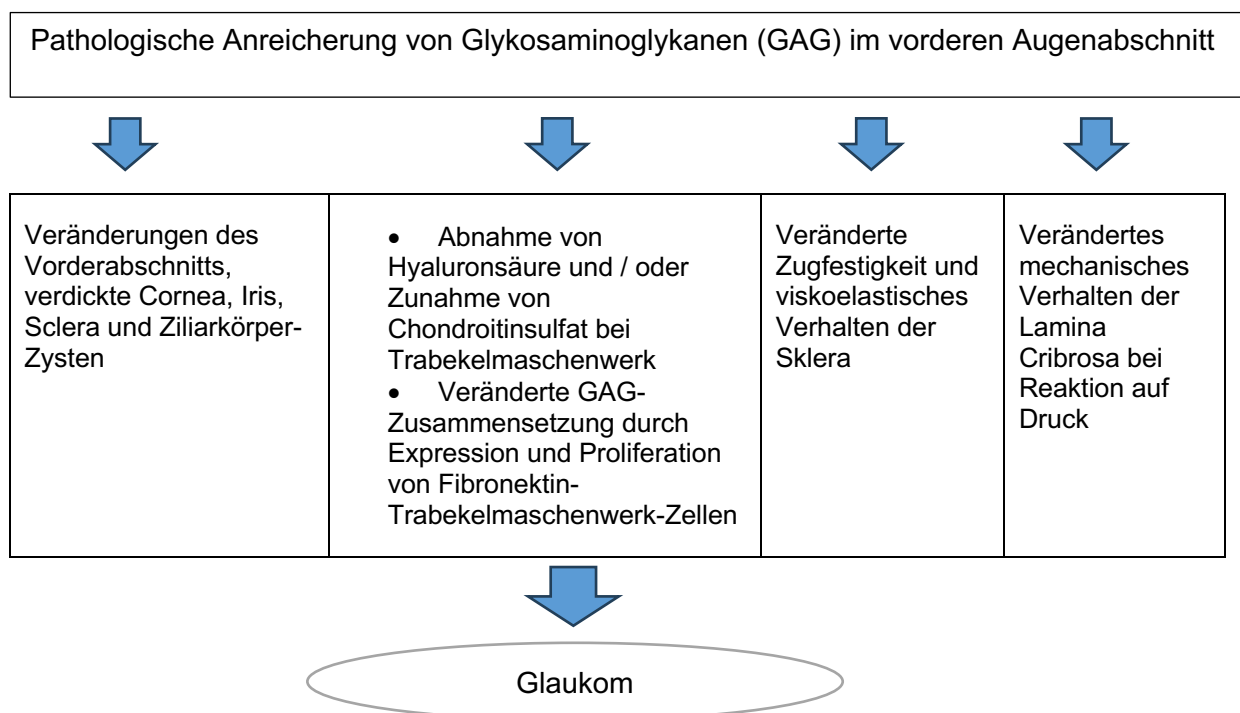 Pathologische Anreicherung von Glykosaminoglykanen (GAG) im vorderen Augenabschnitt
Veränderungen des
Vorderabschnitts,
verdickte Cornea, Iris,
Sclera und Ziliarkörper-
Zysten
• Abnahme von
Hyaluronsäure und / oder
Zunahme von
Chondroitinsulfat bei
Trabekelmaschenwerk
• Veränderte GAG-
Zusammensetzung durch
Expression und Proliferation
von Fibronektin-
Trabekelmaschenwerk-Zellen
Veränderte
Zugfestigkeit und
viskoelastisches
Verhalten der
Sklera
Verändertes
mechanisches
Verhalten der
Lamina
Cribrosa bei
Reaktion auf
Druck
Glaukom